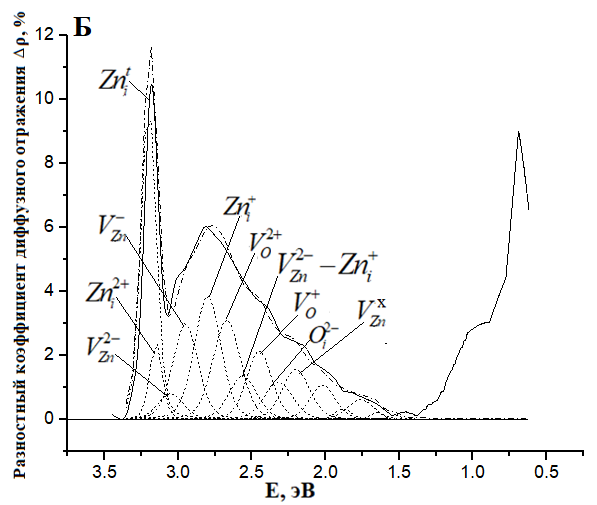 Б
Разностный коэффициент диффузного отражения Δρ, %
12
10
8
6
4
2
0
Zn_i^t
V_Zn^-
Zn_i^+
V_O^2+
Zn_i^2+
V_Zn^2- – Zn_i^+
V_O^+
V_Zn^x
O_i^2-
V_Zn^2-
3.5 3.0 2.5 2.0 1.5 1.0 0.5
E, эВ